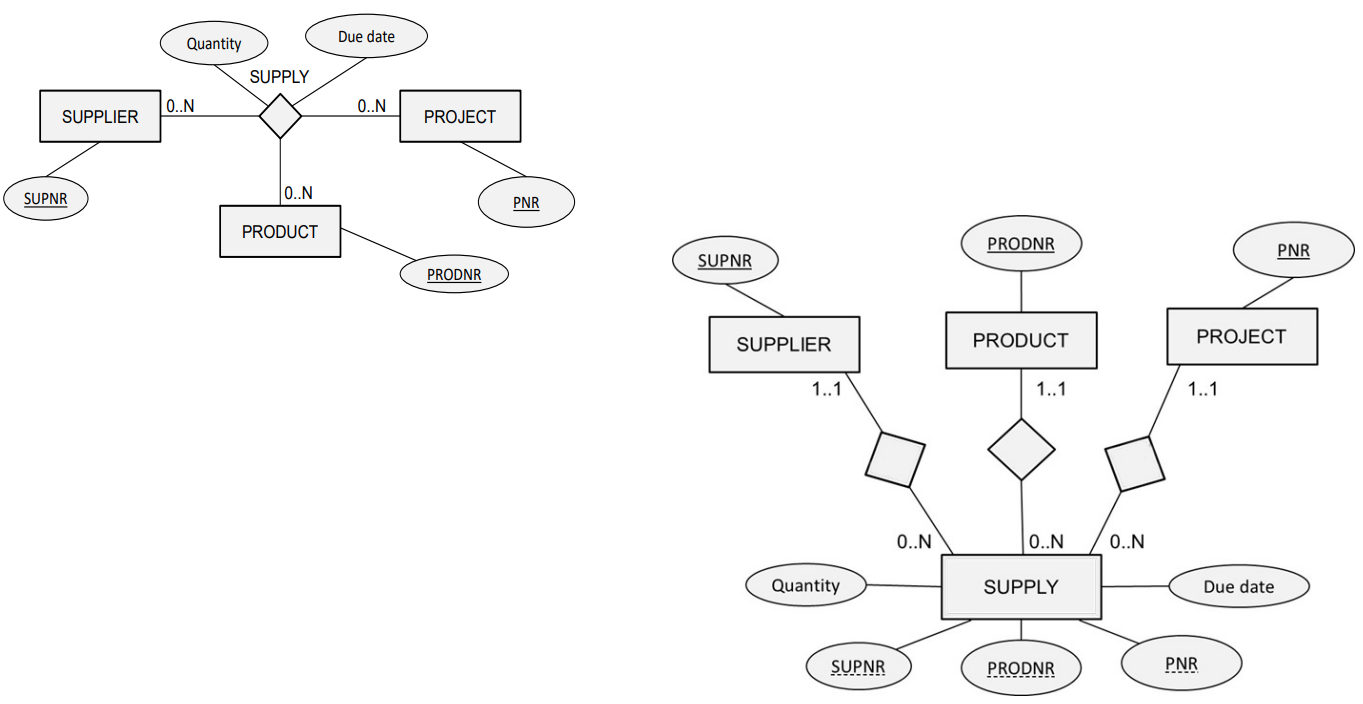 Quantity
Due date
SUPPLY
SUPPLIER
0..N
0..N
PROJECT
SUPNR
0..N
PNR
PRODUCT
PRODNR
SUPNR
PRODNR
PNR
SUPPLIER
PRODUCT
PROJECT
1..1
1..1
1..1
0..N
0..N
0..N
Quantity
SUPPLY
Due date
SUPNR
PRODNR
PNR